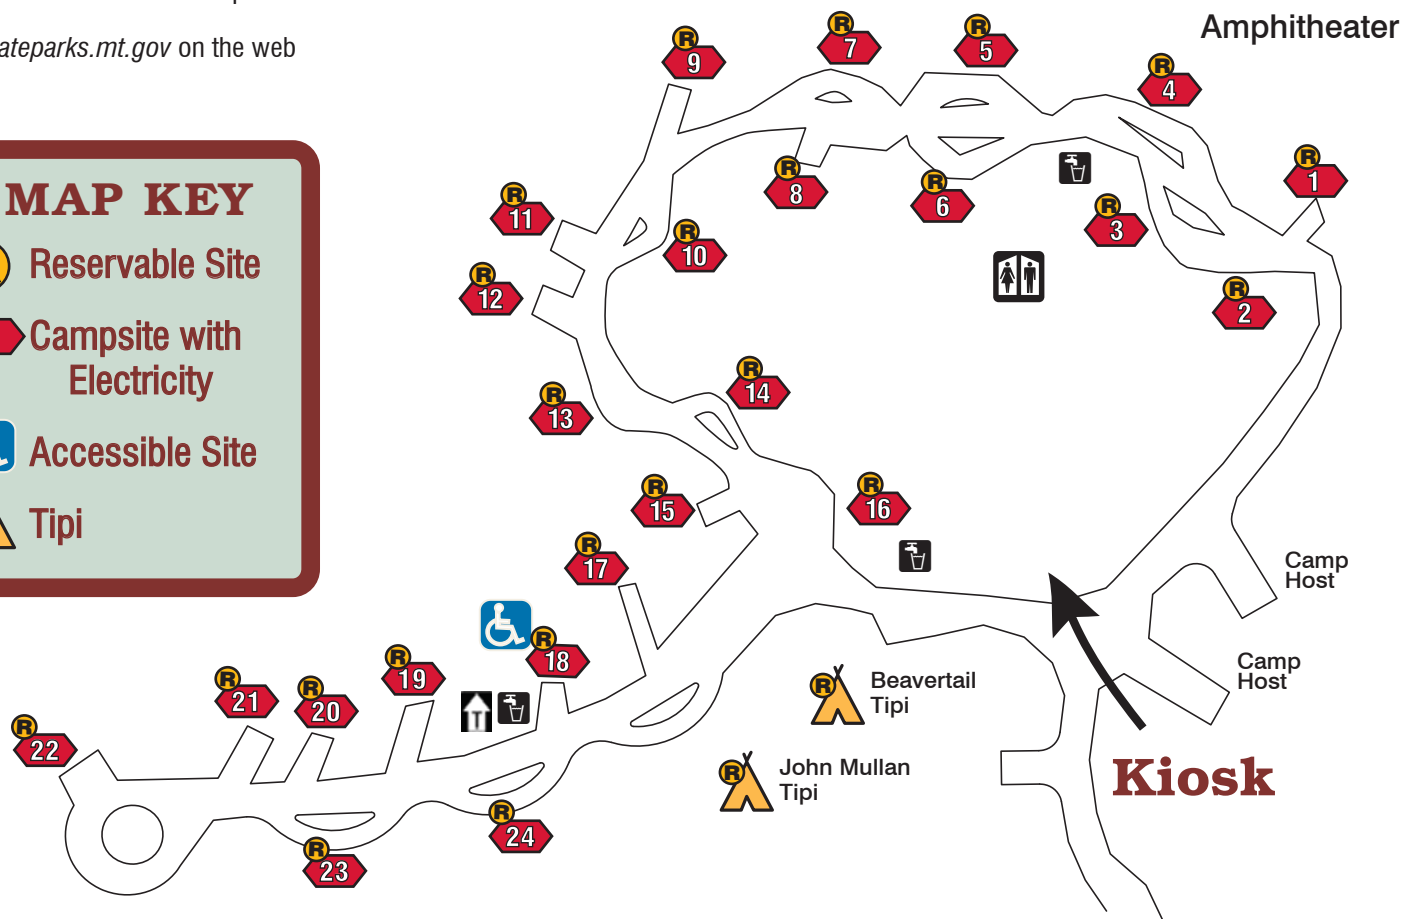 ateparks.mt.gov on the web
Amphitheater
MAP KEY
Reservable Site
Campsite with
Electricity
Accessible Site
Tipi
R 9
R 7
R 5
R 4
R 1
R 8
R 6
R 3
R 11
R 10
R 12
R 2
R 14
R 13
R 15
R 16
R 17
Camp
Host
R 18
R 19
Camp
Host
R 21
R 20
T
R
Beavertail
Tipi
R 22
R
John Mullan
Tipi
Kiosk
R 24
R 23